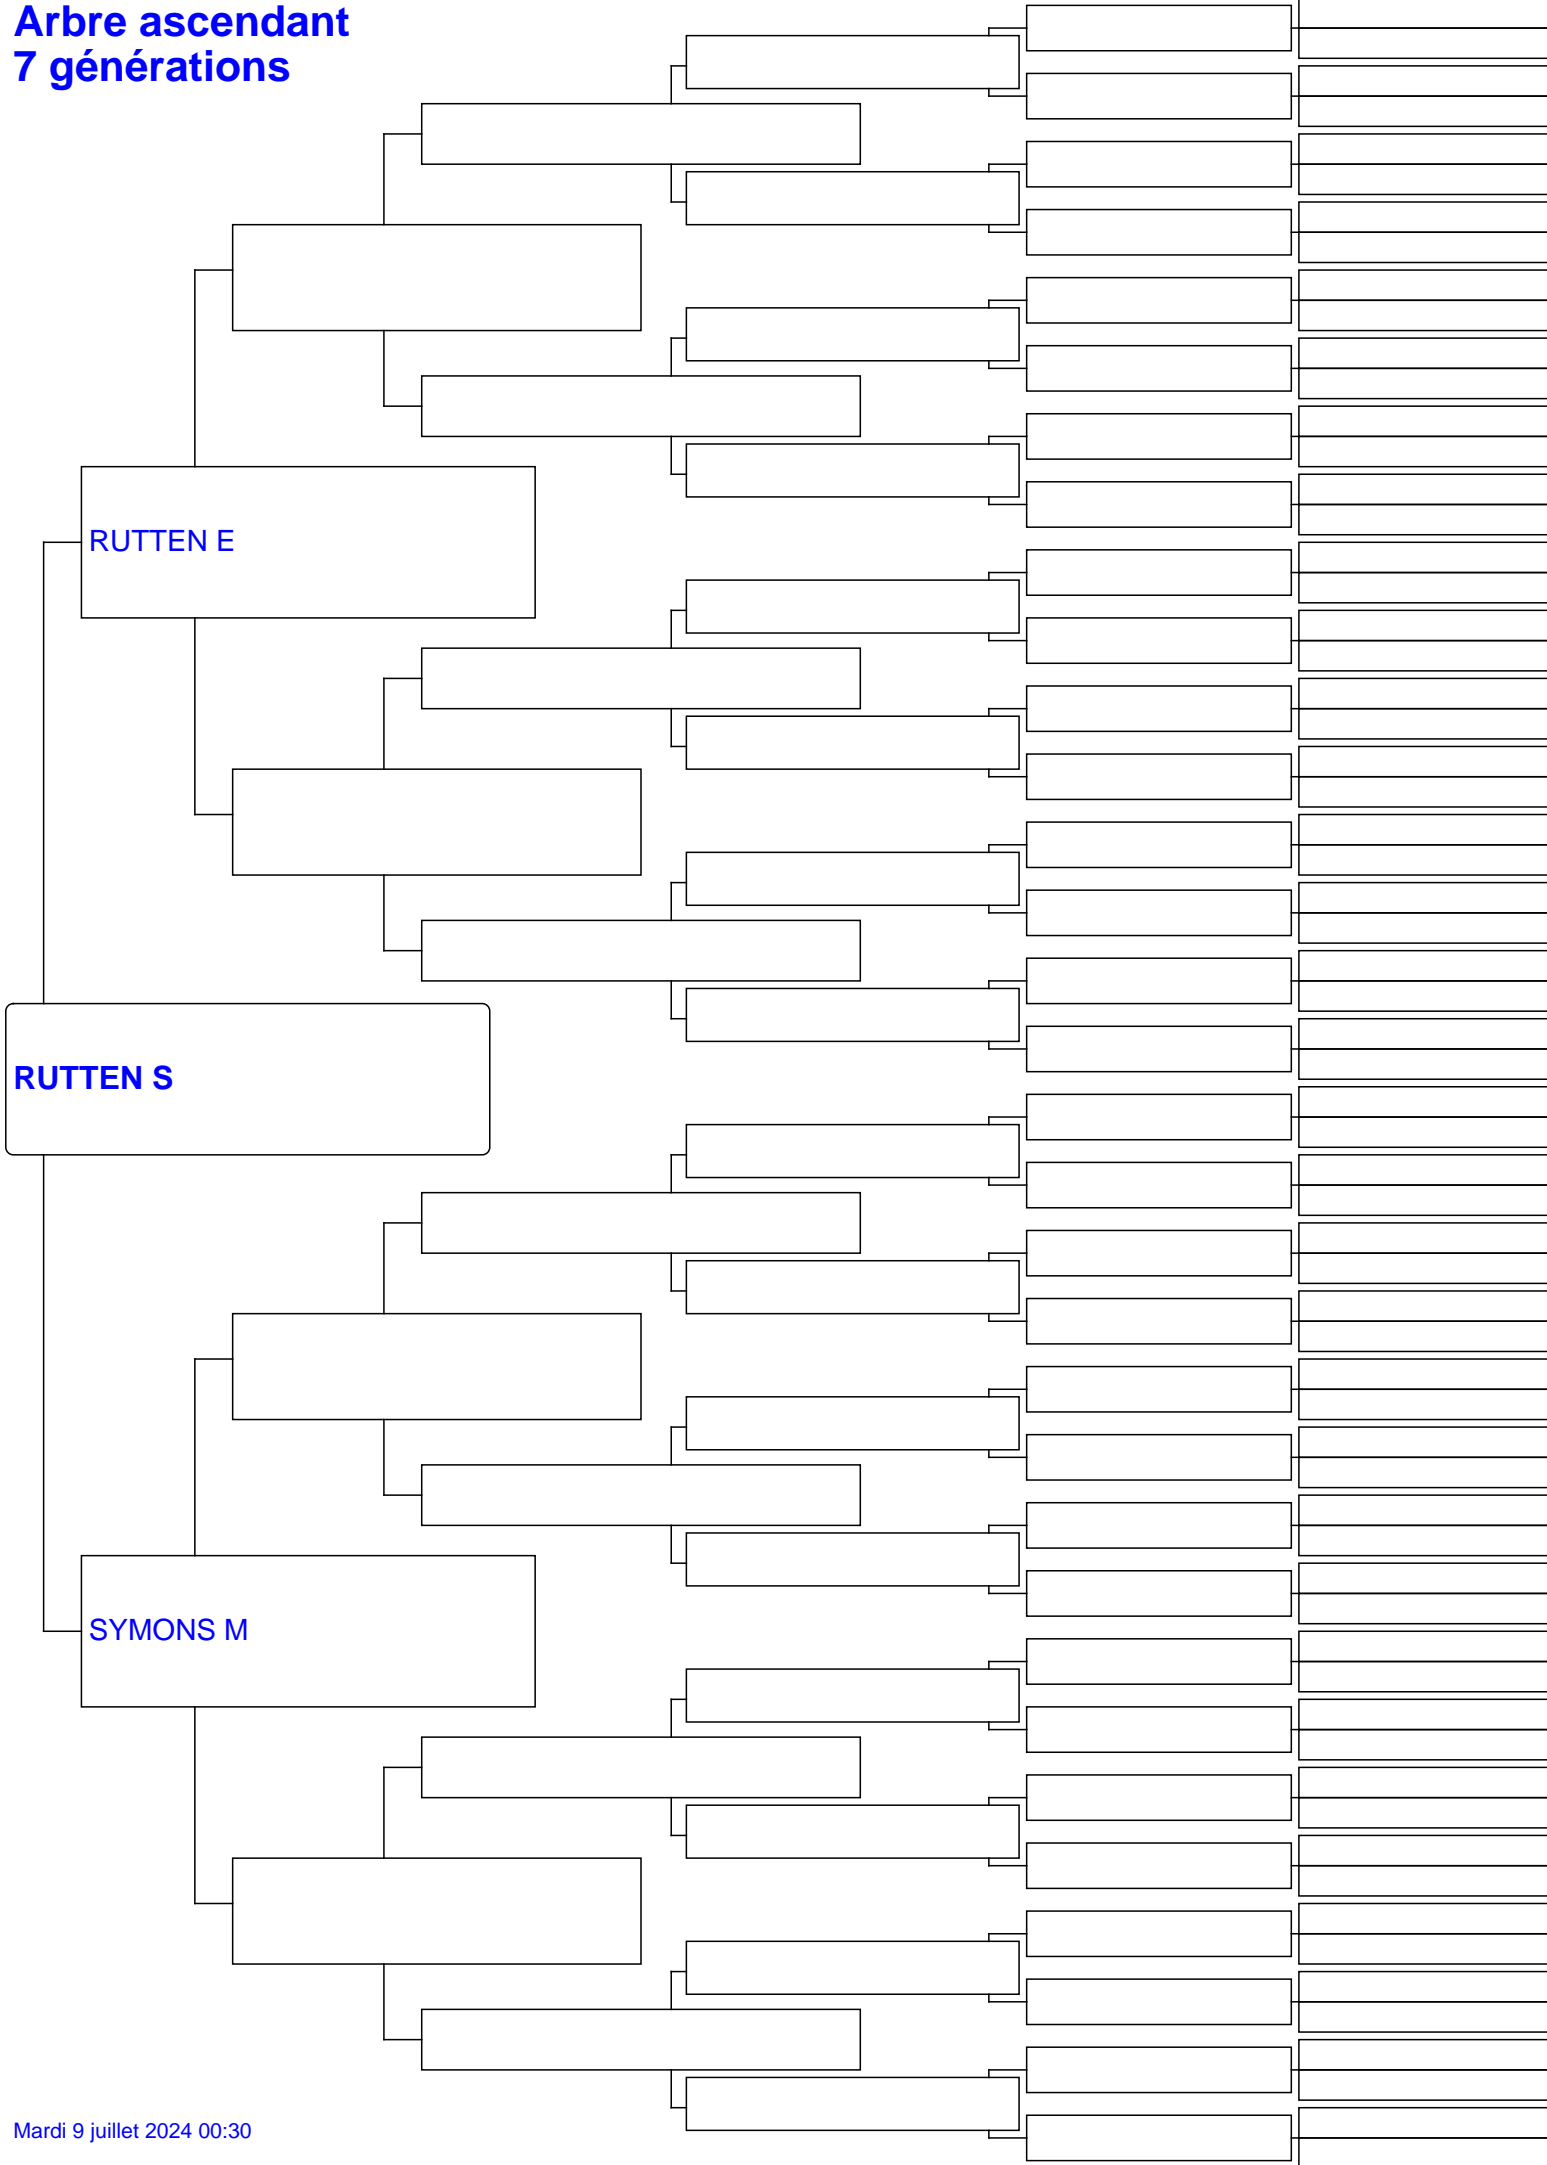 Arbre ascendant
7 générations
RUTTEN E
RUTTEN S
SYMONS M
Mardi 9 juillet 2024 00:30